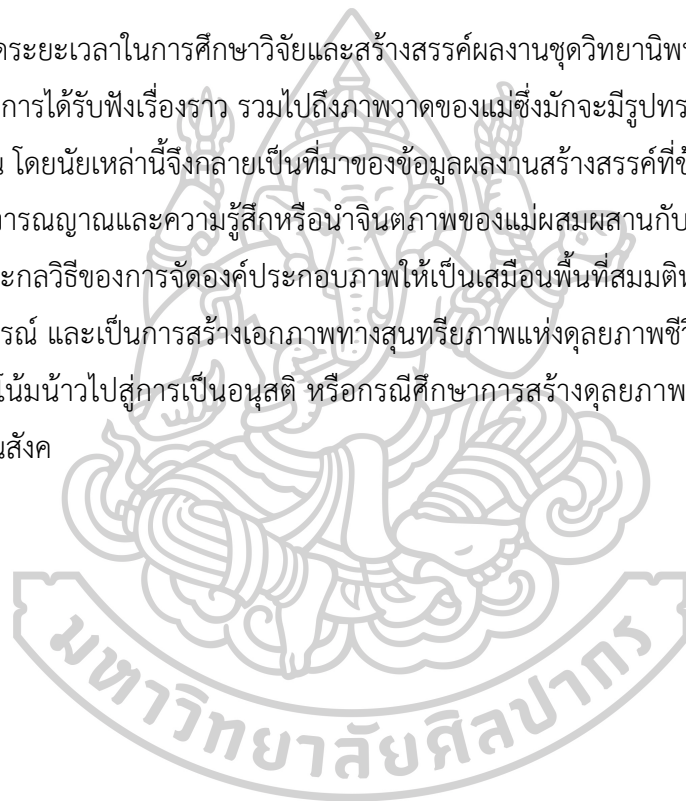 ดระยะเวลาในการศึกษาวิจัยและสร้างสรรค์ผลงานชุดวิทยานิพ
การได้รับฟังเรื่องราว รวมไปถึงภาพวาดของแม่ซึ่งมักจะมีรูปทร
น โดยนัยเหล่านี้จึงกลายเป็นที่มาของข้อมูลผลงานสร้างสรรค์ที่ข้
ารณญาณและความรู้สึกหรือนำจินตภาพของแม่ผสมผสานกับ
ะกลวิธีของการจัดองค์ประกอบภาพให้เป็นเสมือนพื้นที่สมมติ
รณ์ และเป็นการสร้างเอกภาพทางสุนทรียภาพแห่งดุลยภาพชี
โน้มน้าวไปสู่การเป็นอนุสติ หรือกรณีศึกษาการสร้างดุลยภาพ
นสังค
มหาวิทยาลัยศิลปากร